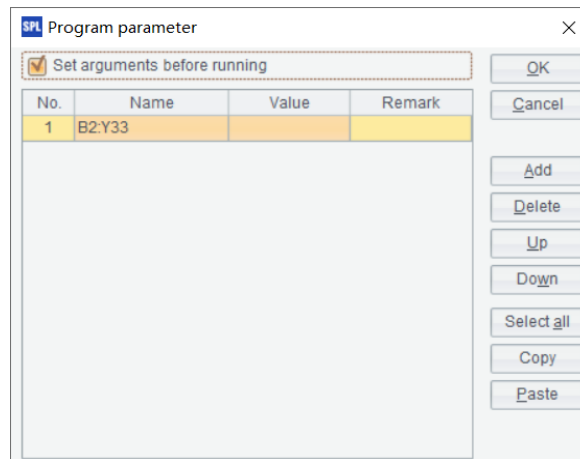 SPL Program parameter
Set arguments before running
No. Name Value Remark
1 B2:Y33
OK
Cancel
Add
Delete
Up
Down
Select all
Copy
Paste